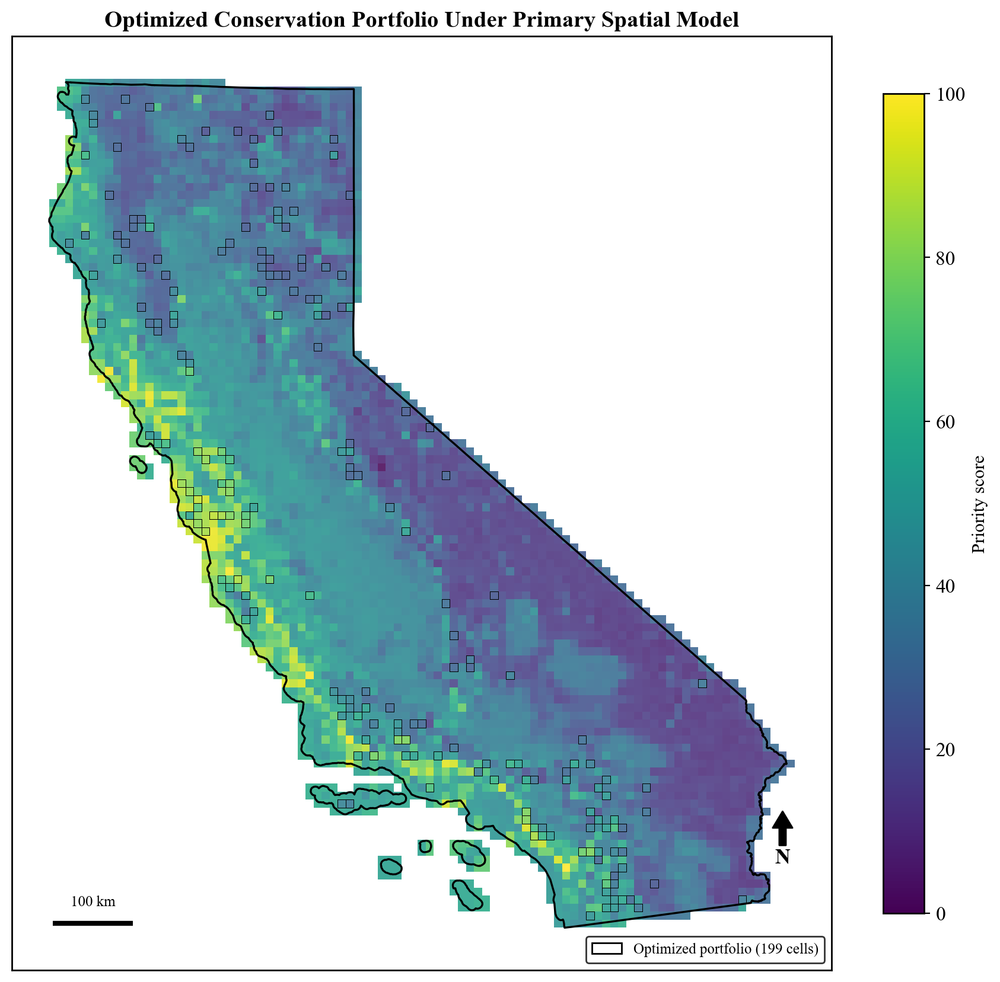 Optimized Conservation Portfolio Under Primary Spatial Model
100
80
60
40
20
0
Priority score
N
100 km
Optimized portfolio (199 cells)